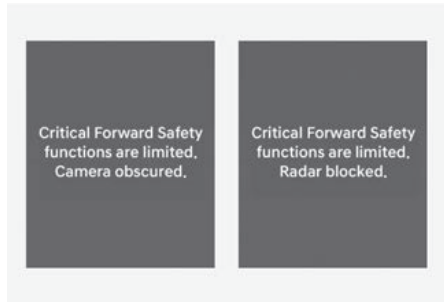 Critical Forward Safety
functions are limited.
Camera obscured.
Critical Forward Safety
functions are limited.
Radar blocked.